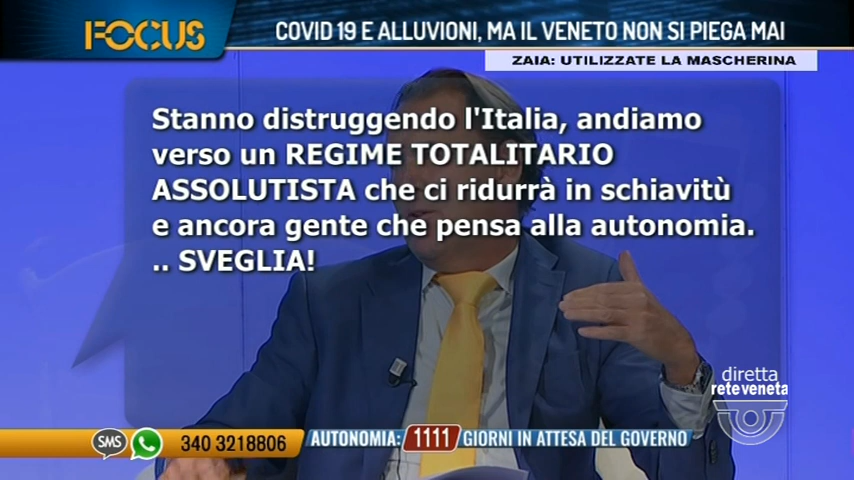 FOCUS
COVID 19 E ALLUVIONI, MA IL VENETO NON SI PIEGA MAI
ZAIA: UTILIZZATE LA MASCHERINA
Stanno distruggendo l'Italia, andiamo
verso un REGIME TOTALITARIO
ASSOLUTISTA che ci ridurrà in schiavitù
e ancora gente che pensa alla autonomia.
.. SVEGLIA!
diretta
reteveneta
SMS 340 3218806 AUTONOMIA: 1111 GIORNI IN ATTESA DEL GOVERNO